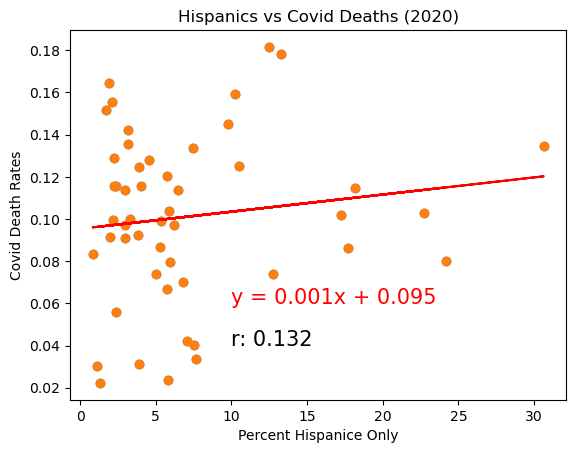 Hispanics vs Covid Deaths (2020)
Covid Death Rates
0.18
0.16
0.14
0.12
0.10
0.08
0.06
0.04
0.02
y = 0.001x + 0.095
r: 0.132
0 5 10 15 20 25 30
Percent Hispanice Only